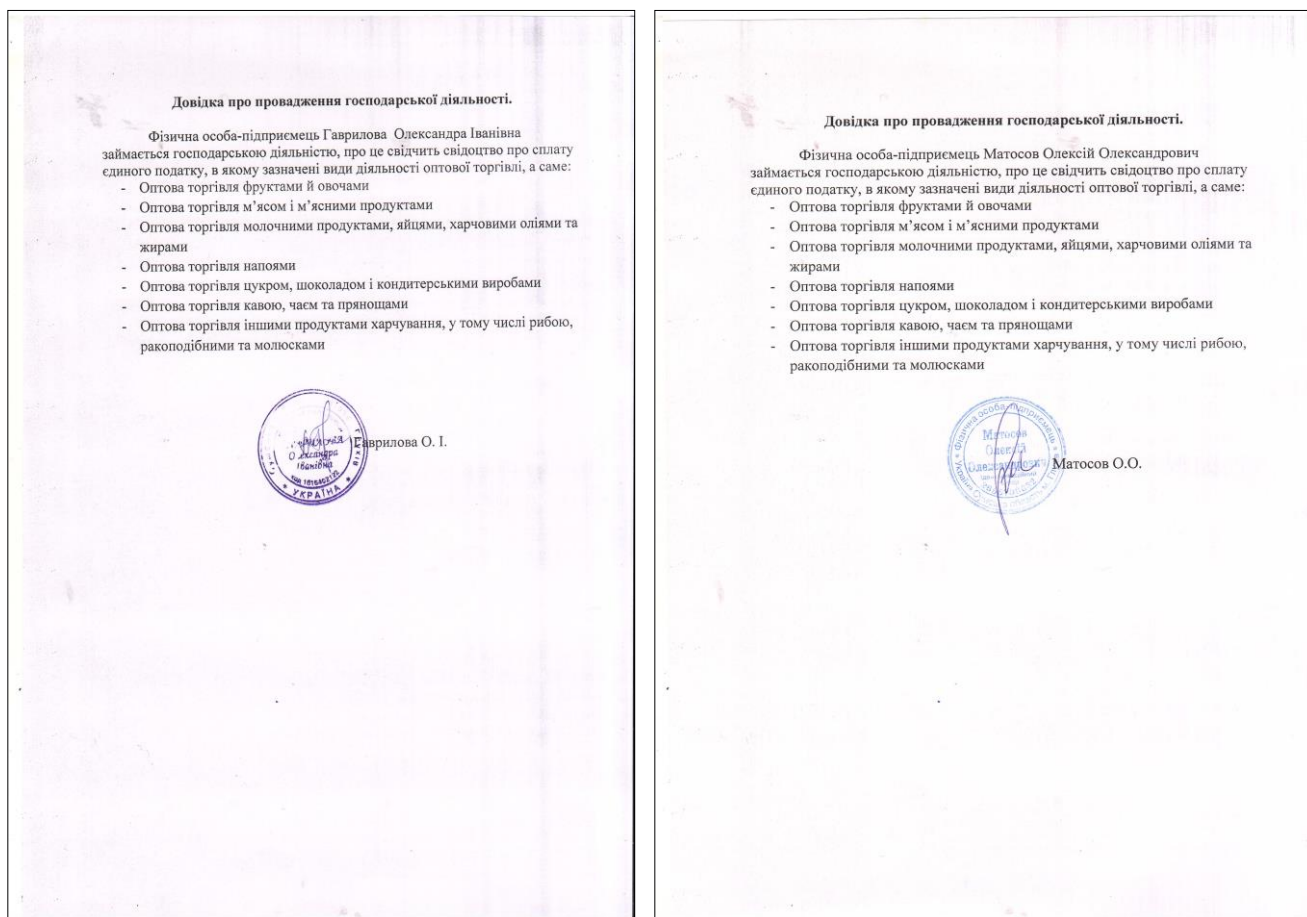 Довідка про провадження господарської діяльності.
Фізична особа-підприємець Гаврилова Олександра Іванівна
займається господарською діяльністю, про це свідчить свідоцтво про сплату
єдиного податку, в якому зазначені види діяльності оптової торгівлі, а саме:
- Оптова торгівля фруктами й овочами
- Оптова торгівля м’ясом і м’ясними продуктами
- Оптова торгівля молочними продуктами, яйцями, харчовими оліями та
жирами
- Оптова торгівля напоями
- Оптова торгівля цукром, шоколадом і кондитерськими виробами
- Оптова торгівля кавою, чаєм та прянощами
- Оптова торгівля іншими продуктами харчування, у тому числі рибою,
ракоподібними та молюсками
Олександра
Іванівна
УКРАЇНА
Гаврилова О. І.
Довідка про провадження господарської діяльності.
Фізична особа-підприємець Матосов Олексій Олександрович
займається господарською діяльністю, про це свідчить свідоцтво про сплату
єдиного податку, в якому зазначені види діяльності оптової торгівлі, а саме:
- Оптова торгівля фруктами й овочами
- Оптова торгівля м’ясом і м’ясними продуктами
- Оптова торгівля молочними продуктами, яйцями, харчовими оліями та
жирами
- Оптова торгівля напоями
- Оптова торгівля цукром, шоколадом і кондитерськими виробами
- Оптова торгівля кавою, чаєм та прянощами
- Оптова торгівля іншими продуктами харчування, у тому числі рибою,
ракоподібними та молюсками
Фізична особа-підприємець
Матосов
Олексій
Олександрович
Матосов О.О.